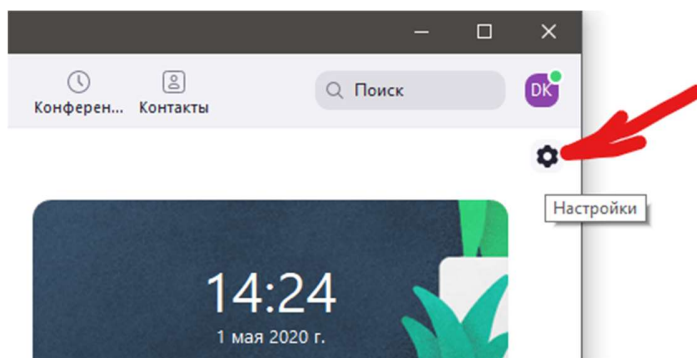 Конферен... Контакты
Поиск
DK
Настройки
14:24
1 мая 2020 г.